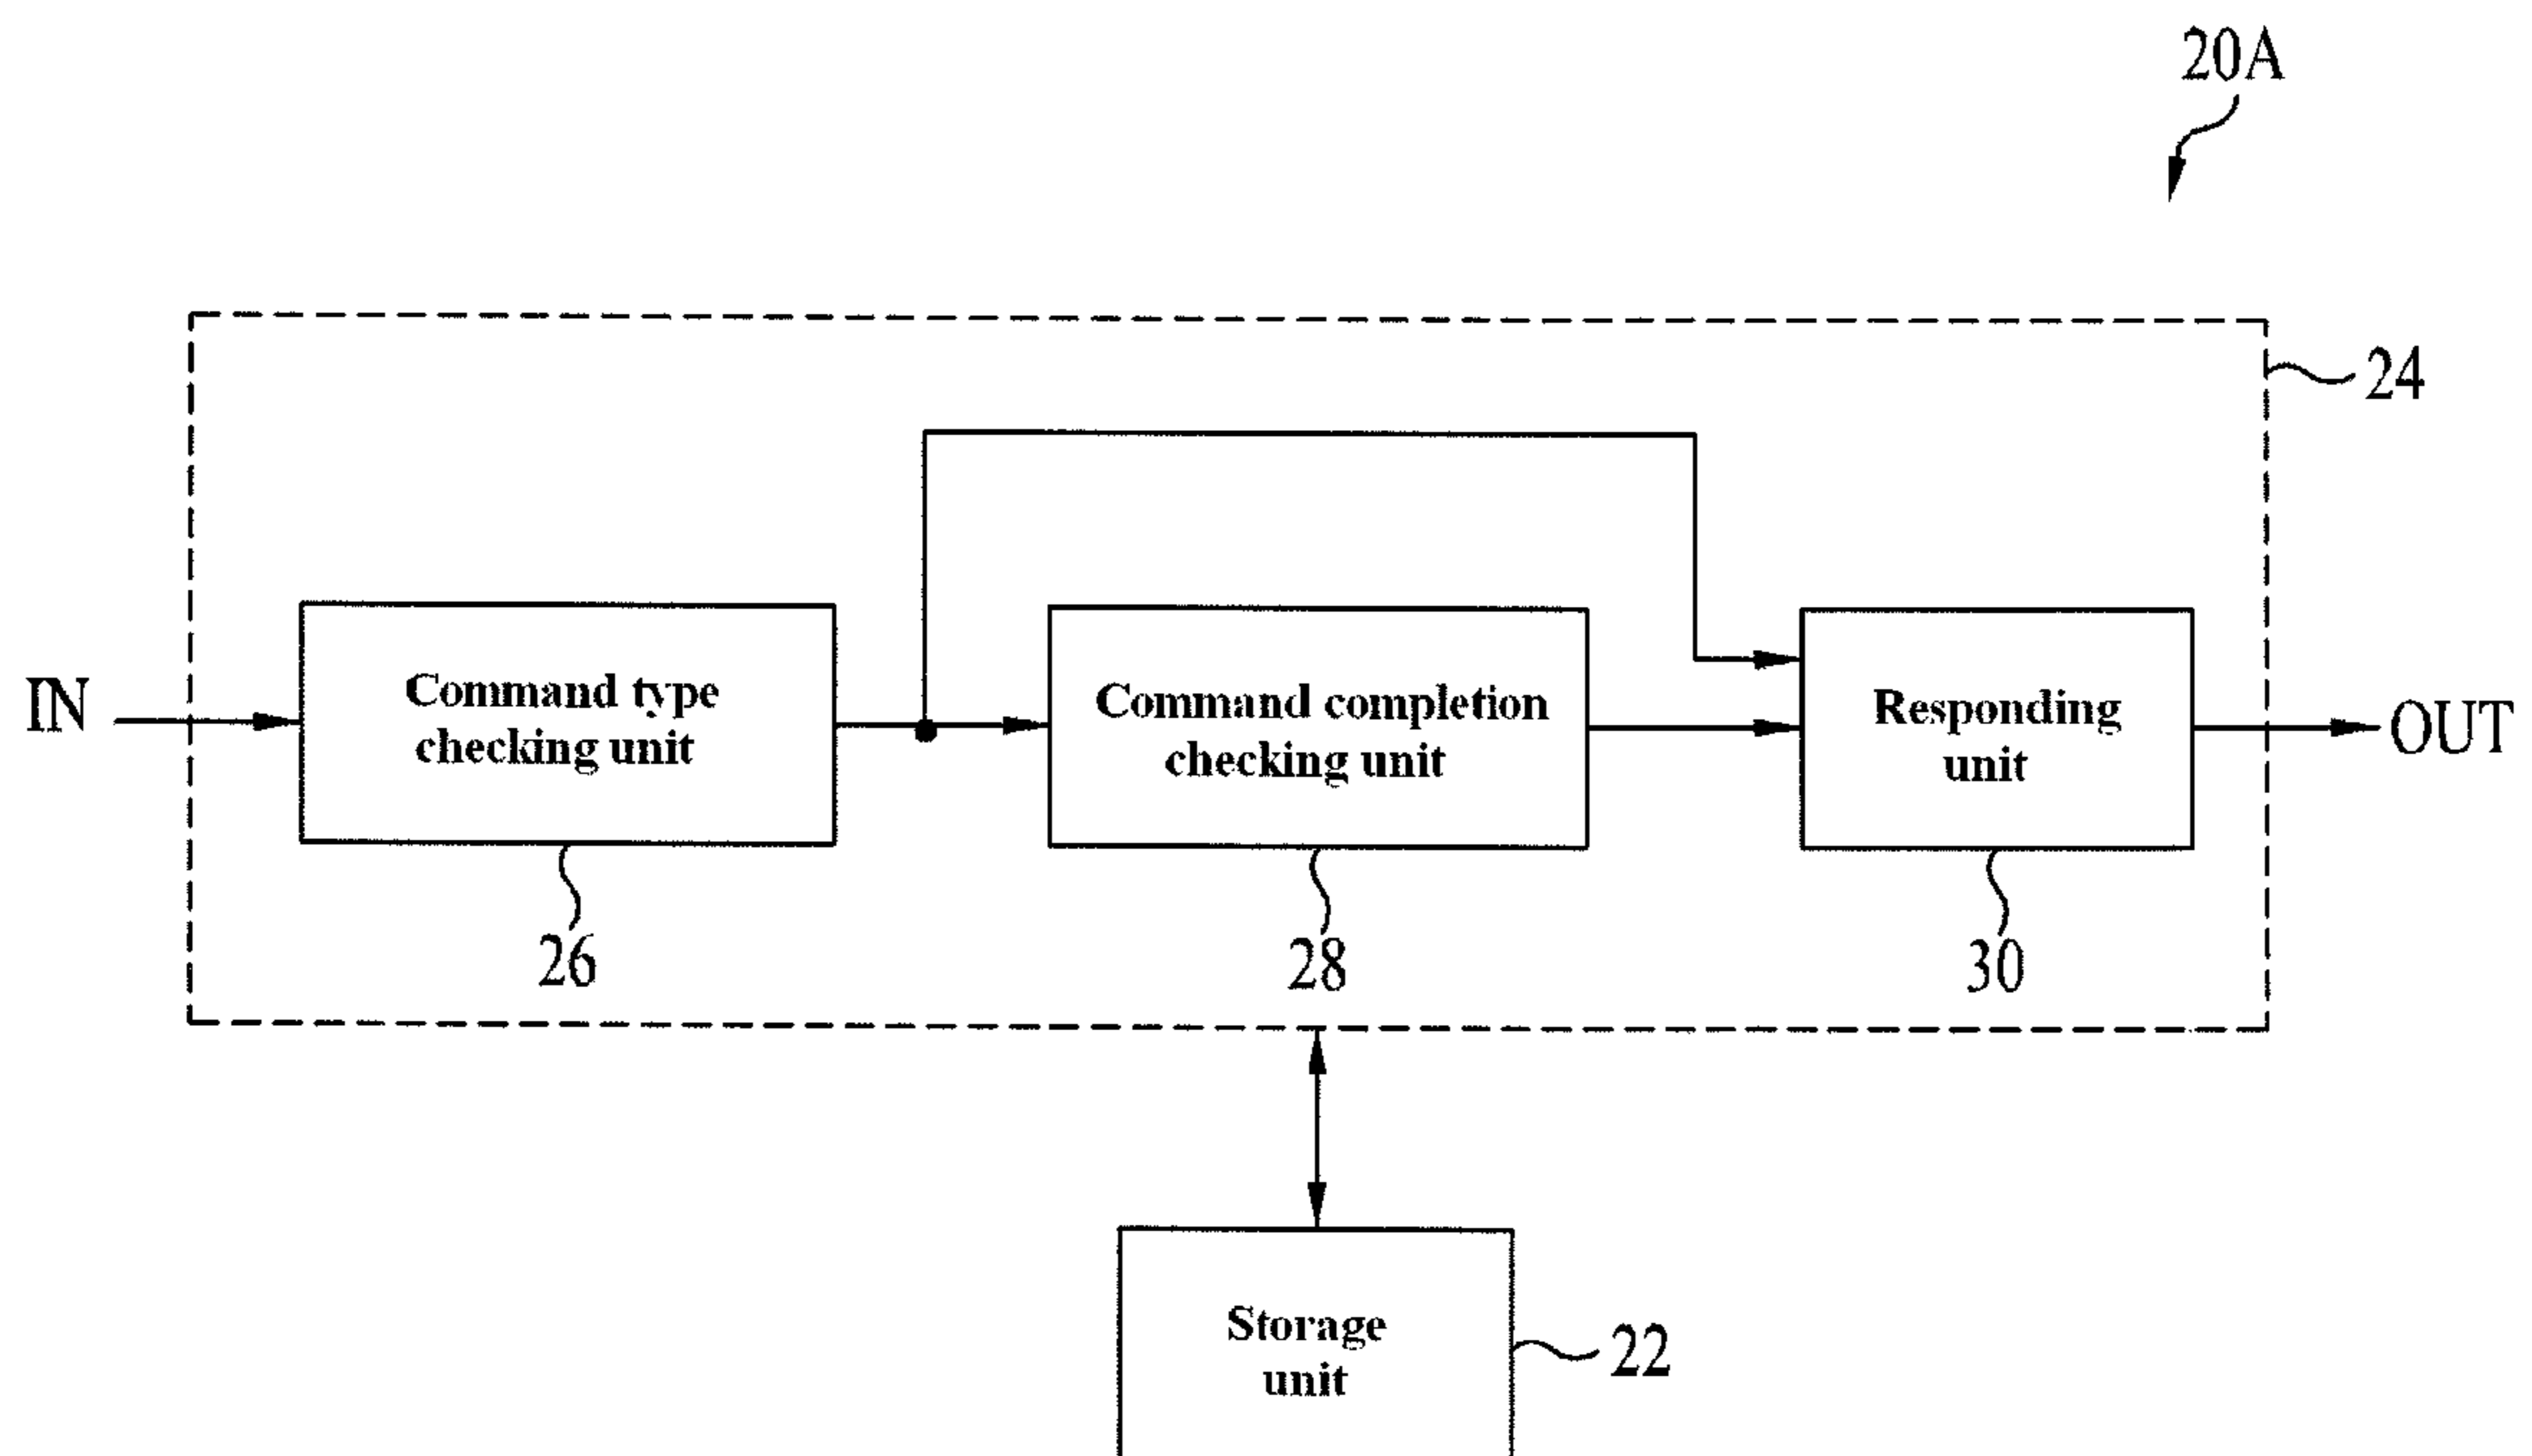 20A
24
IN
Command type
checking unit
Command completion
checking unit
Responding
unit
OUT
26
28
30
Storage
unit
22